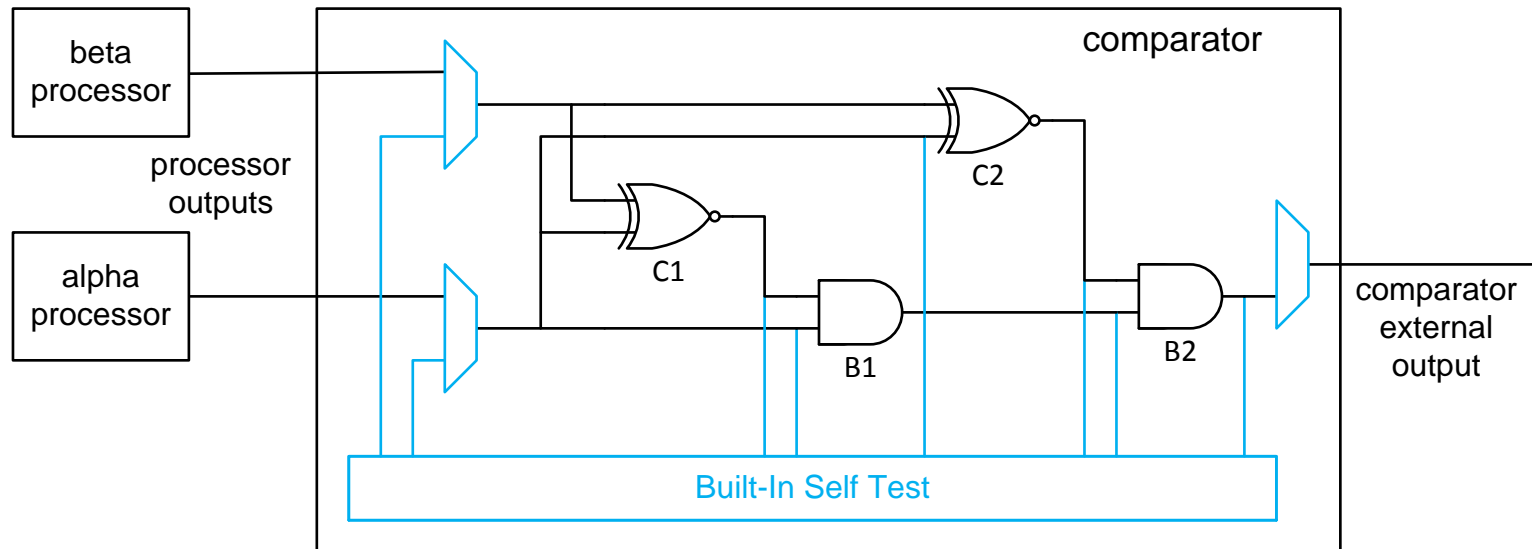 beta
processor
comparator
processor
outputs
C2
C1
alpha
processor
B1
B2
comparator
external
output
Built-In Self Test